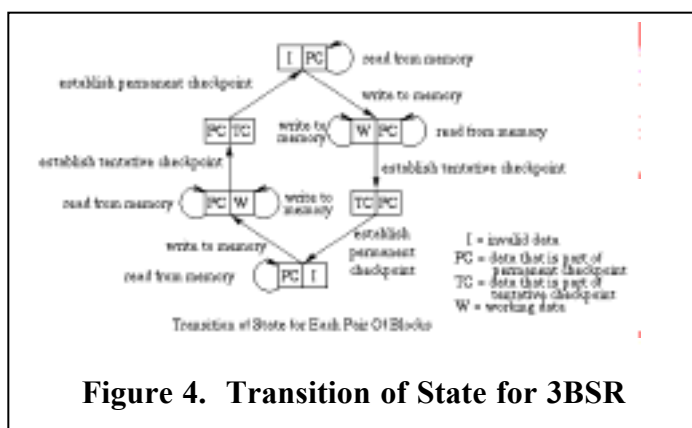 I PC
read from memory
establish permanent checkpoint
write to memory
PC TC
write to
memory
W PC
read from memory
establish tentative checkpoint
establish tentative checkpoint
read from memory
PC W
write to
memory
TC PC
write to memory
establish
permanent
checkpoint
read from memory
PC I
I = invalid data
PC = data that is part of
permanent checkpoint
TC = data that is part of
tentative checkpoint
W = working data
Transition of State for Each Pair Of Blocks
Figure 4. Transition of State for 3BSR